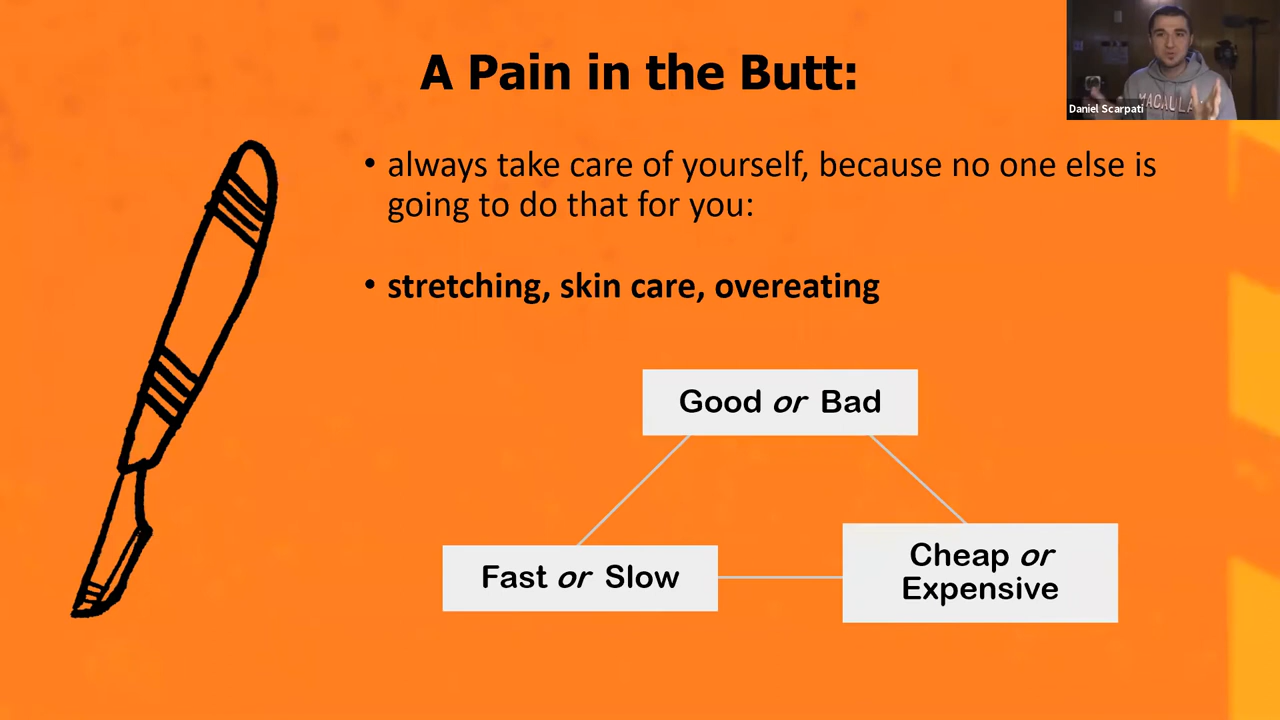 A Pain in the Butt:
Daniel Scarpati
MACAULA
• always take care of yourself, because no one else is
going to do that for you:
• stretching, skin care, overeating
Good or Bad
Fast or Slow
Cheap or
Expensive